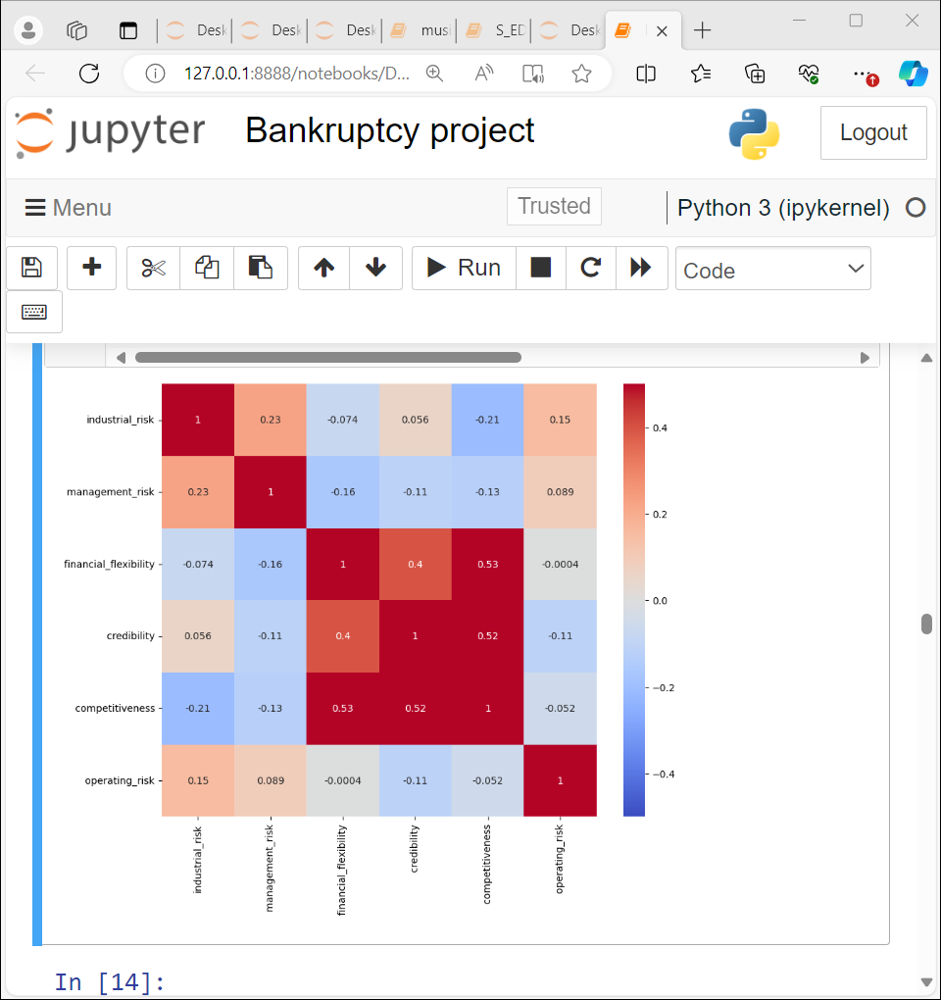 Desk Desk Desk musi S_ED Desk
127.0.0.1:8888/notebooks/D...
jupyter Bankruptcy project Logout
Menu Trusted Python 3 (ipykernel)
Run Code
industrial_risk 1 0.23 -0.074 0.056 -0.21 0.15
management_risk 0.23 1 -0.16 -0.11 -0.13 0.089
financial_flexibility -0.074 -0.16 1 0.4 0.53 -0.0004
credibility 0.056 -0.11 0.4 1 0.52 -0.11
competitiveness -0.21 -0.13 0.53 0.52 1 -0.052
operating_risk 0.15 0.089 -0.0004 -0.11 -0.052 1
industrial_risk
management_risk
financial_flexibility
credibility
competitiveness
operating_risk
0.4
0.2
0.0
−0.2
−0.4
In [14]: